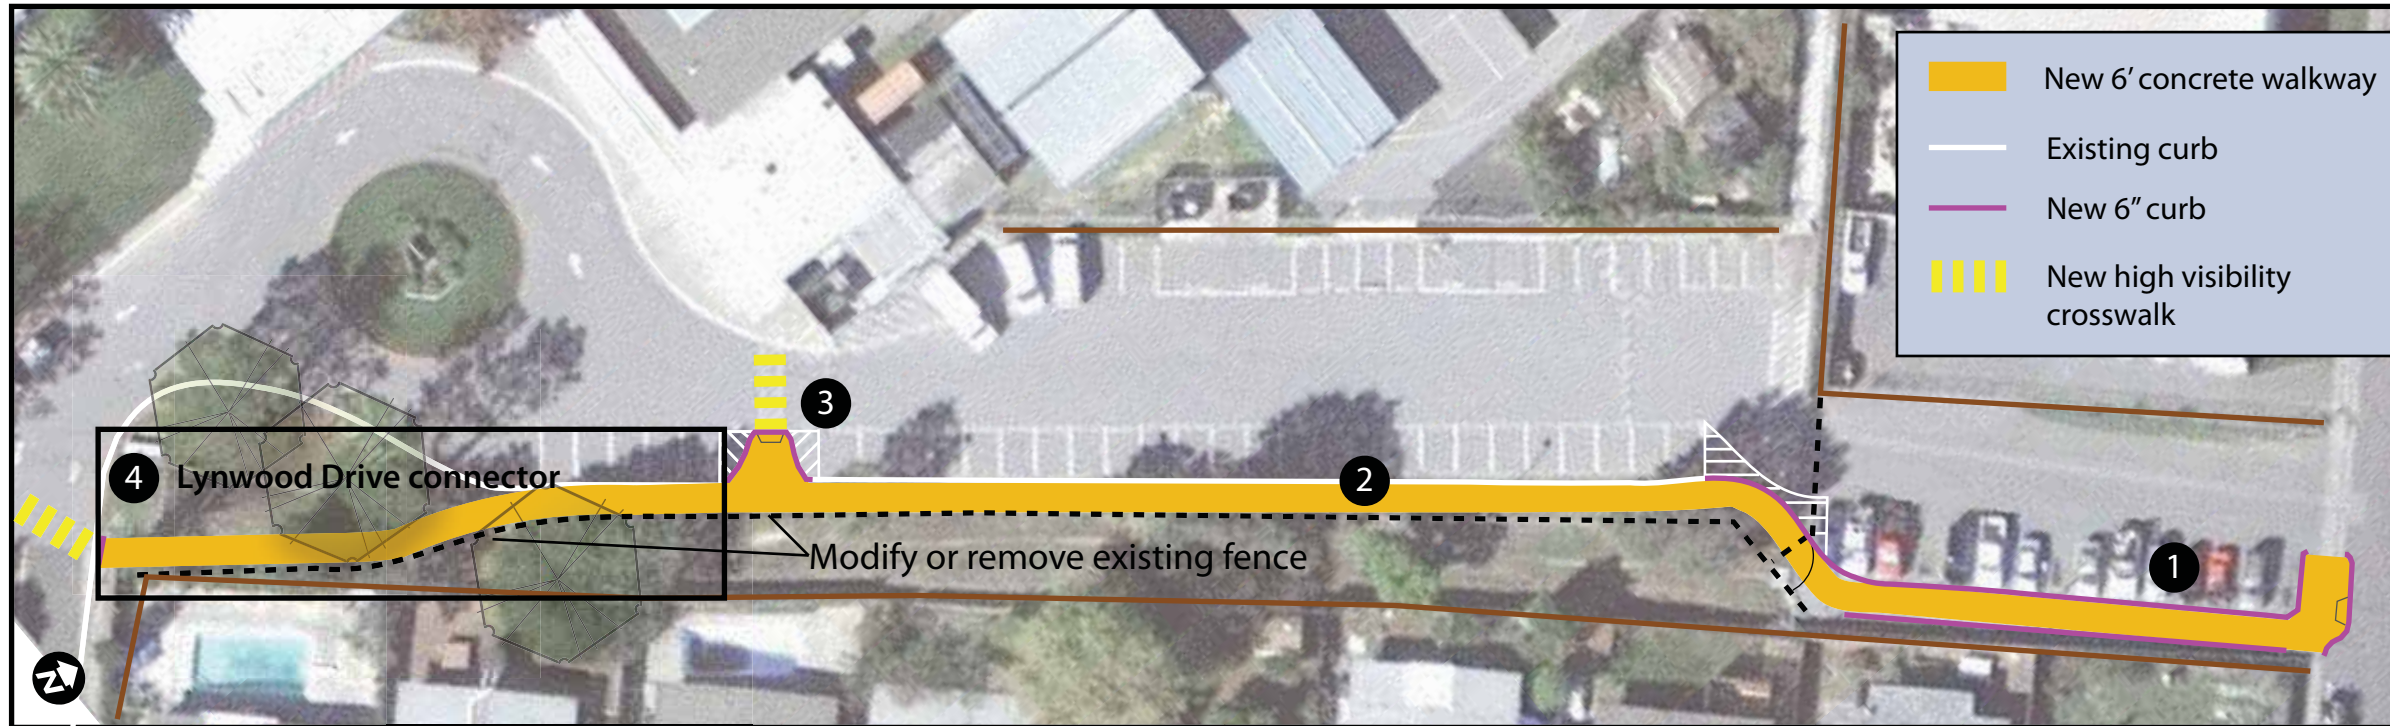 New 6’ concrete walkway
Existing curb
New 6” curb
New high visibility
crosswalk
3
4 Lynwood Drive connector
2
Modify or remove existing fence
1
N